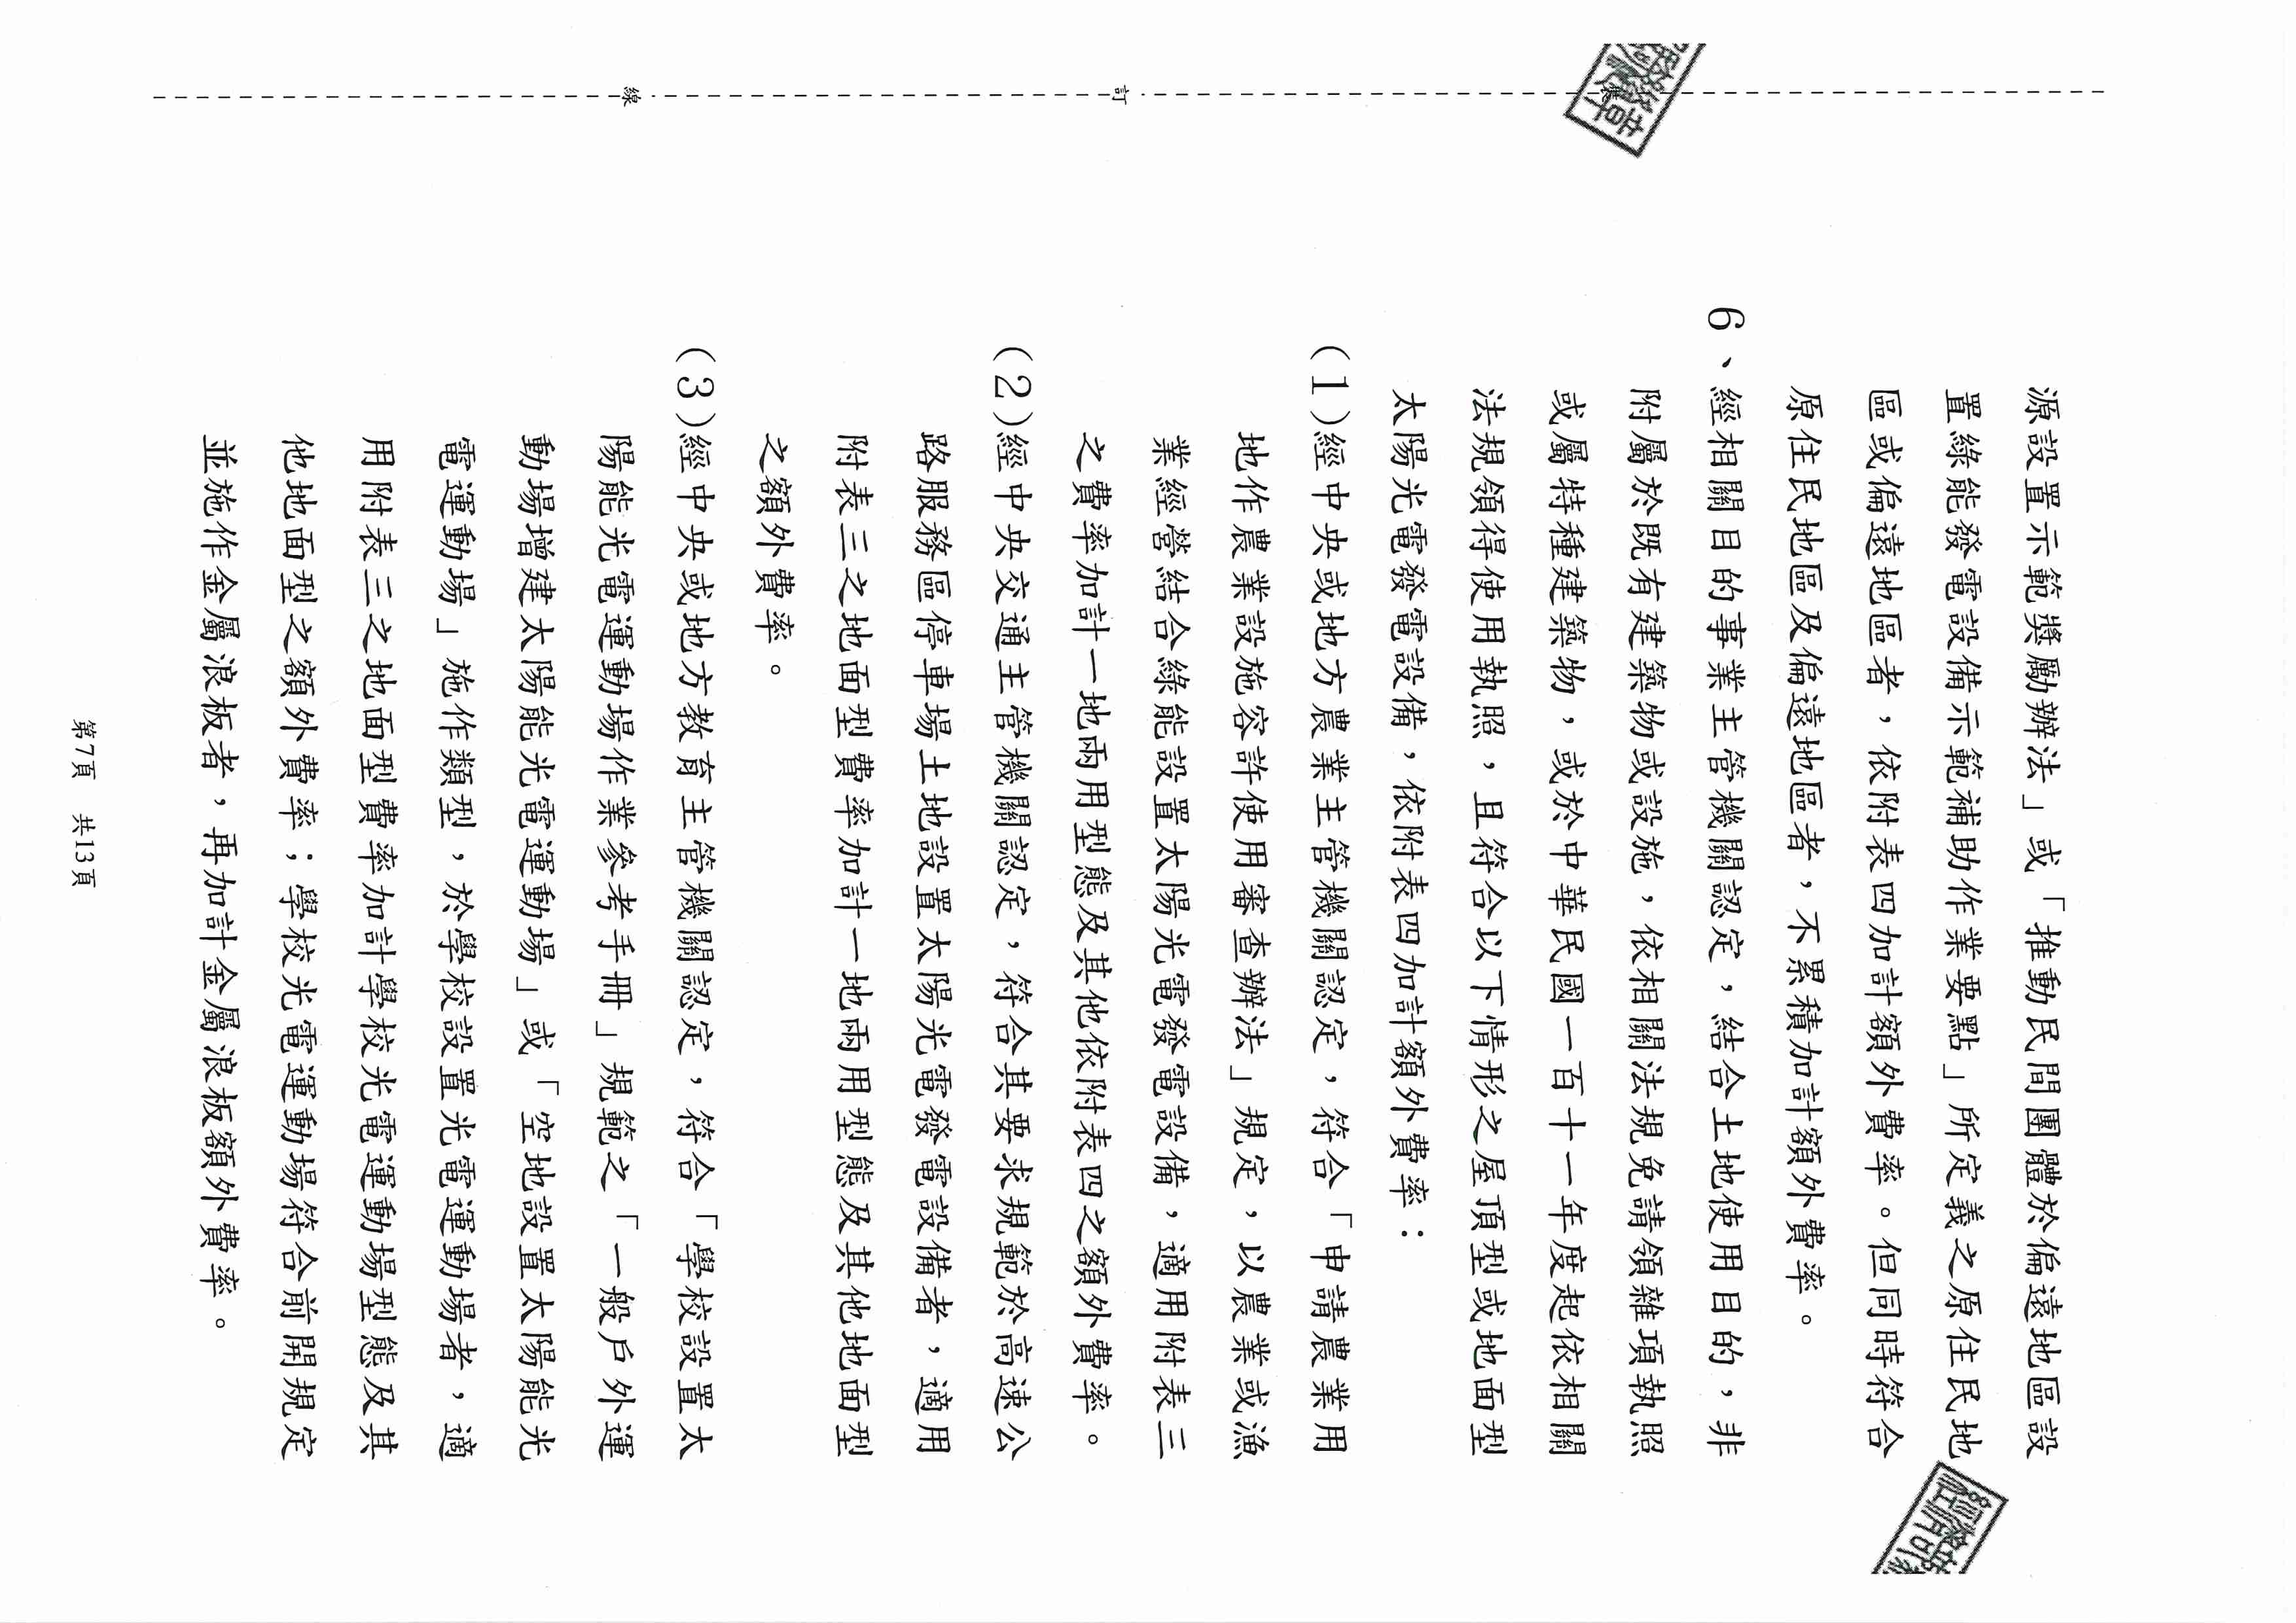 源設置示範獎勵辦法」或「推動民間團體於偏遠地區設
置綠能發電設備示範補助作業要點」所定義之原住民地
區或偏遠地區者，依附表四加計額外費率。但同時符合
原住民地區及偏遠地區者，不累積加計額外費率。
6、經相關目的事業主管機關認定，結合土地使用目的，非
附屬於既有建築物或設施，依相關法規免請領雜項執照
或屬特種建築物，或於中華民國一百十一年度起依相關
法規領得使用執照，且符合以下情形之屋頂型或地面型
太陽光電發電設備，依附表四加計額外費率：
(1)經中央或地方農業主管機關認定，符合「申請農業用
地作農業設施容許使用審查辦法」規定，以農業或漁
業經營結合綠能設置太陽光電發電設備，適用附表三
之費率加計一地兩用型態及其他依附表四之額外費率。
(2)經中央交通主管機關認定，符合其要求規範於高速公
路服務區停車場土地設置太陽光電發電設備者，適用
附表三之地面型費率加計一地兩用型態及其他地面型
之額外費率。
(3)經中央或地方教育主管機關認定，符合「學校設置太
陽能光電運動場作業參考手冊」規範之「一般戶外運
動場增建太陽能光電運動場」或「空地設置太陽能光
電運動場」施作類型，於學校設置光電運動場者，適
用附表三之地面型費率加計學校光電運動場型態及其
他地面型之額外費率；學校光電運動場符合前開規定
並施作金屬浪板者，再加計金屬浪板額外費率。
裝
訂
線
經濟部
章
第7頁 共13頁